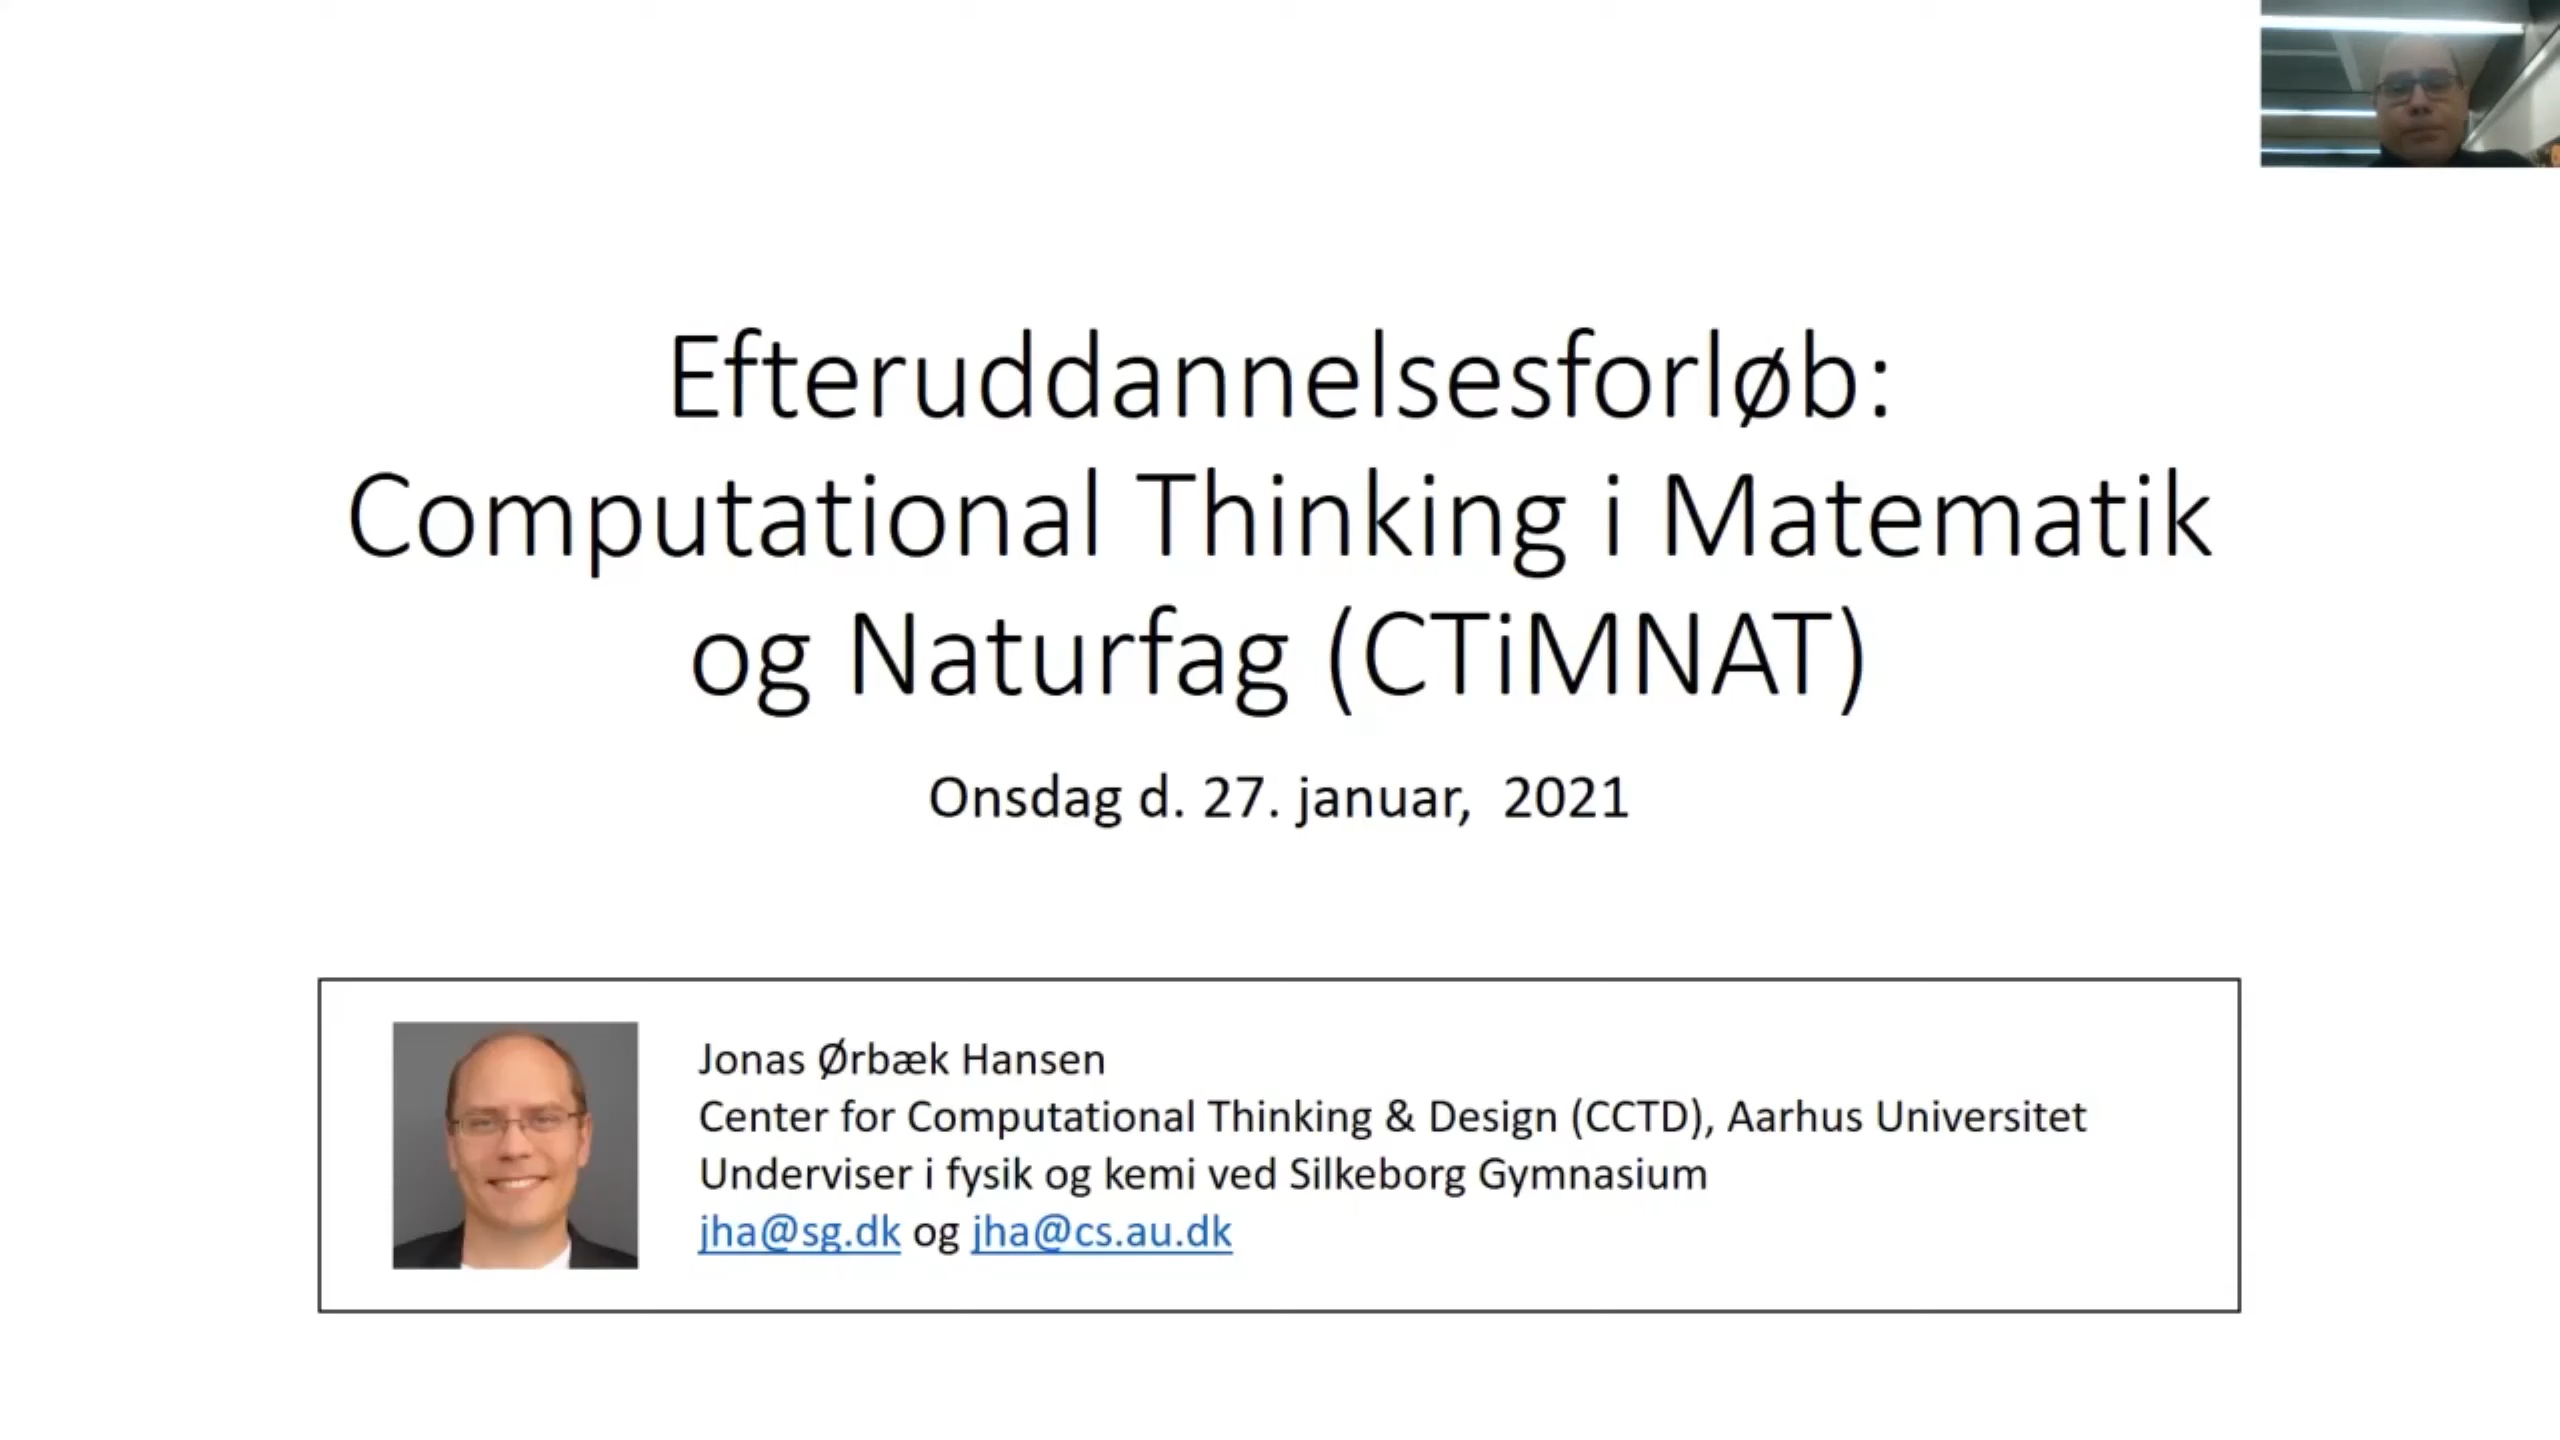 Efteruddannelsesforløb:
Computational Thinking i Matematik
og Naturfag (CTiMNAT)
Onsdag d. 27. januar, 2021
Jonas Ørbæk Hansen
Center for Computational Thinking & Design (CCTD), Aarhus Universitet
Underviser i fysik og kemi ved Silkeborg Gymnasium
jha@sg.dk og jha@cs.au.dk